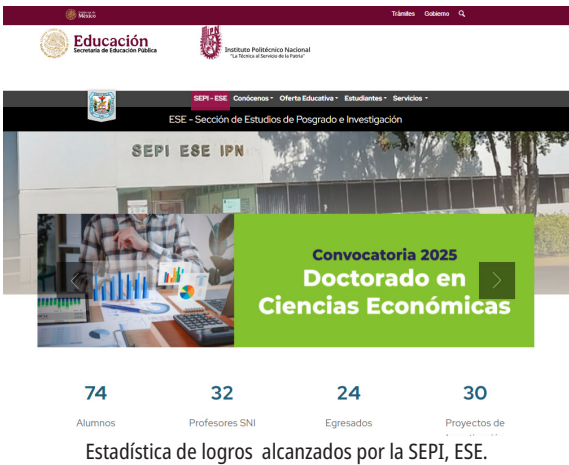 Gobierno de
México
Trámites Gobierno
Educación
Secretaría de Educación Pública
Instituto Politécnico Nacional
"La Técnica al Servicio de la Patria"
SEPI - ESE Conócenos Oferta Educativa Estudiantes Servicios
ESE - Sección de Estudios de Posgrado e Investigación
SEPI ESE IPN
Convocatoria 2025
Doctorado en
Ciencias Económicas
74 32 24 30
Alumnos Profesores SNI Egresados Proyectos de
Estadística de logros alcanzados por la SEPI, ESE.